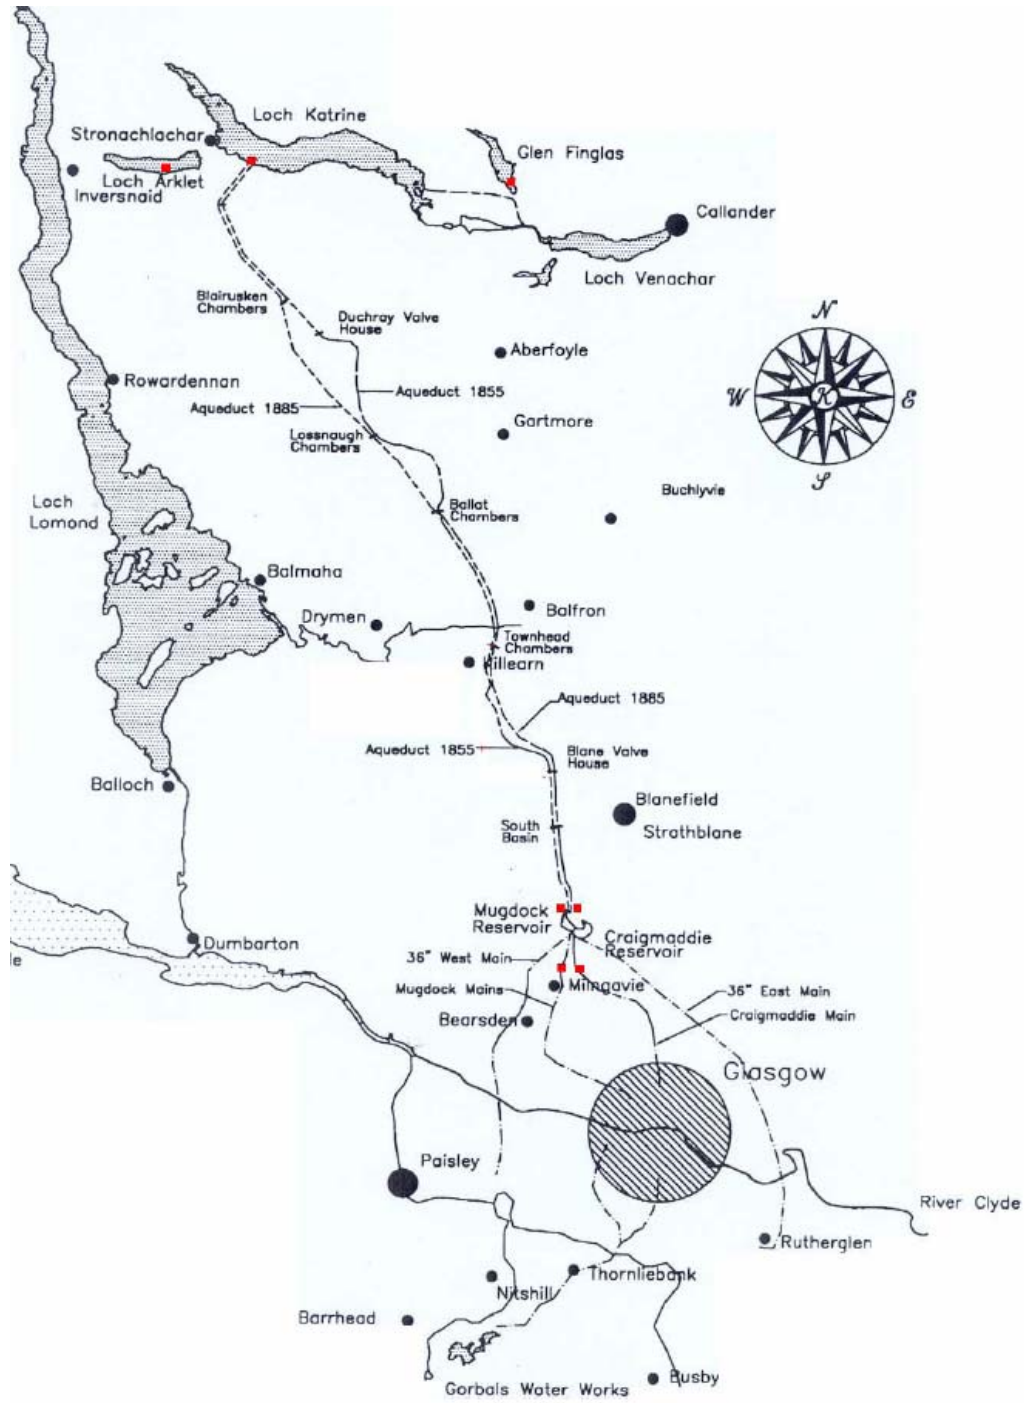 Loch Katrine
Stronachlachar
Glen Finglas
Loch Arklet
Inversnaid
Callander
Loch Venachar
Blairusken
Chambers
Duchray Valve
House
N
Aberfoyle
Rowardennan
Aqueduct 1855
W
K
E
Aqueduct 1885
Gartmore
Lossnaugh
Chambers
S
Buchlyvie
Loch
Lomond
Ballat
Chambers
Balmaha
Drymen
Balfron
Townhead
Chambers
Killearn
Aqueduct 1885
Aqueduct 1855
Blane Valve
House
Balloch
Blanefield
Strathblane
South
Basin
Mugdock
Reservoir
Craigmaddie
Reservoir
Dumbarton
36" West Main
le
Mugdock Mains
Milngavie
36" East Main
Craigmaddie Main
Bearsden
Glasgow
Paisley
River Clyde
Rutherglen
Thornliebank
Nitshill
Barrhead
Busby
Gorbals Water Works